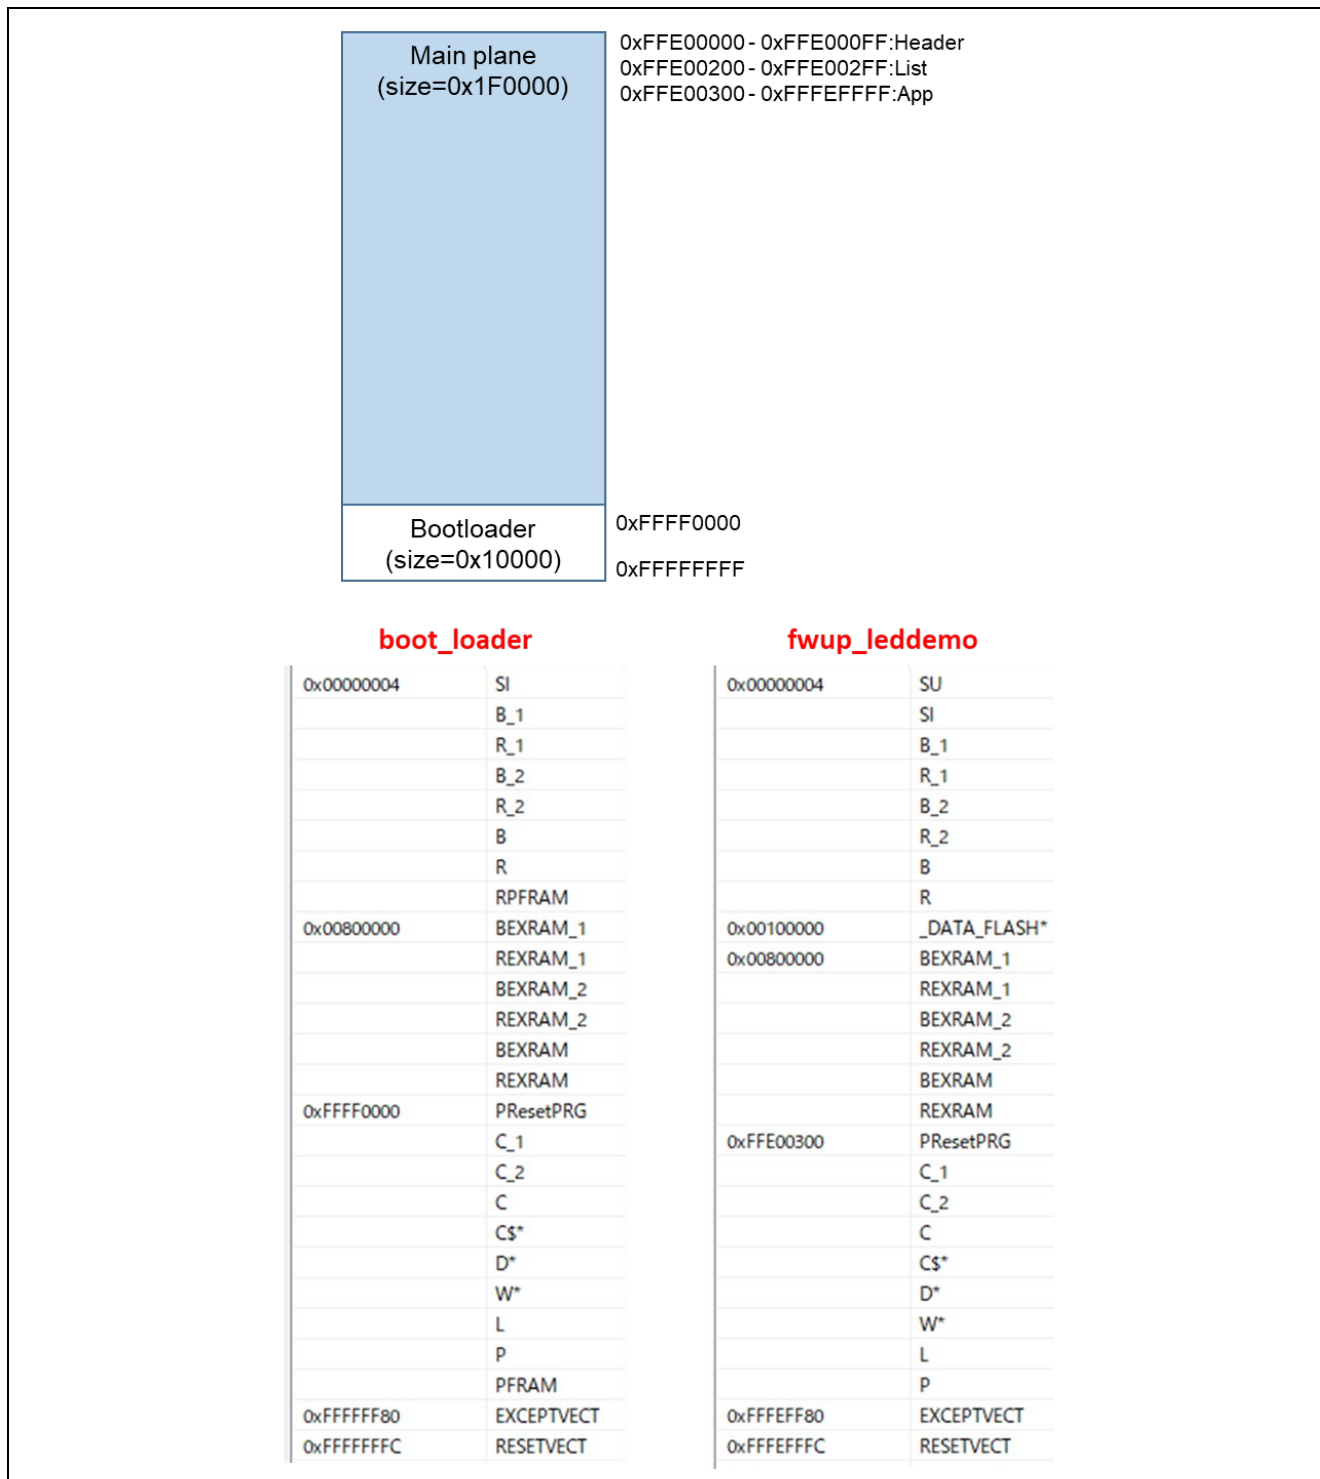 Main plane
(size=0x1F0000)
0xFFE00000 - 0xFFE000FF:Header
0xFFE00200 - 0xFFE002FF:List
0xFFE00300 - 0xFFFEFFFF:App
Bootloader
(size=0x10000)
0xFFFF0000
0xFFFFFFFF
boot_loader
0x00000004 SI
B_1
R_1
B_2
R_2
B
R
RPFRAM
0x00800000 BEXRAM_1
REXRAM_1
BEXRAM_2
REXRAM_2
BEXRAM
REXRAM
0xFFFF0000 PResetPRG
C_1
C_2
C
C$*
D*
W*
L
P
PFRAM
0xFFFFFF80 EXCEPTVECT
0xFFFFFFFC RESETVECT
fwup_leddemo
0x00000004 SU
SI
B_1
R_1
B_2
R_2
B
R
0x00100000 _DATA_FLASH*
0x00800000 BEXRAM_1
REXRAM_1
BEXRAM_2
REXRAM_2
BEXRAM
REXRAM
0xFFE00300 PResetPRG
C_1
C_2
C
C$*
D*
W*
L
P
0xFFFEFF80 EXCEPTVECT
0xFFFEFFFC RESETVECT